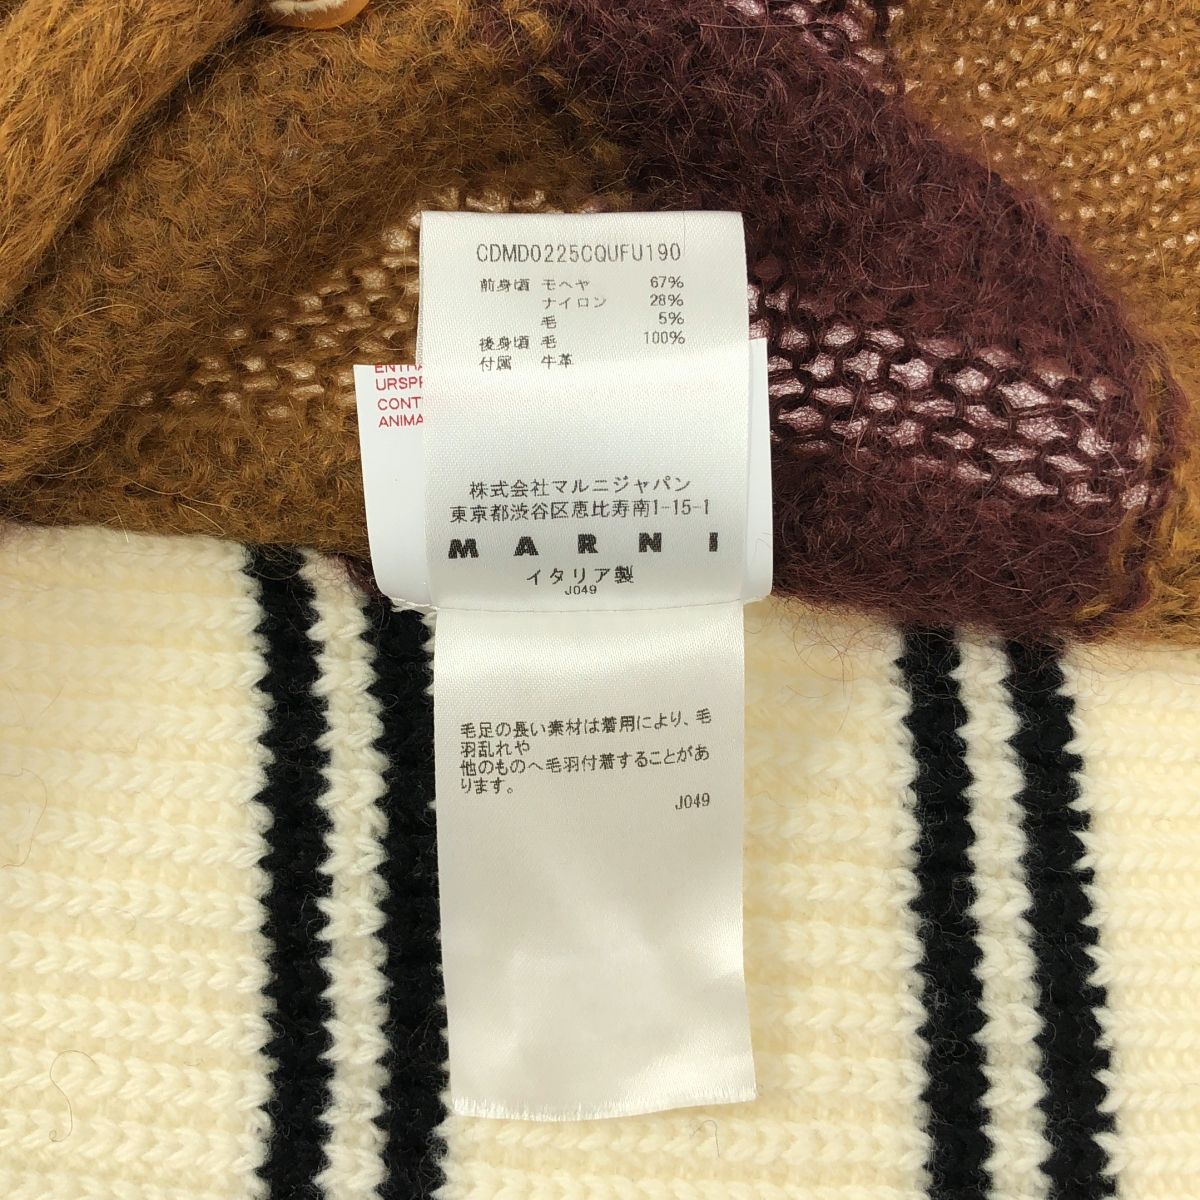 CDMD0225CQUFU190
前身頃 モヘヤ 67%
ナイロン 28%
毛 5%
後身頃 毛 100%
付属 牛革
URSPR
CONT
ANIMA
株式会社マルニジャパン
東京都渋谷区恵比寿南1-15-1
MARNI
イタリア製
J049
毛足の長い素材は着用により、毛
羽乱れや
他のものへ毛羽付着することがあ
ります。
J049